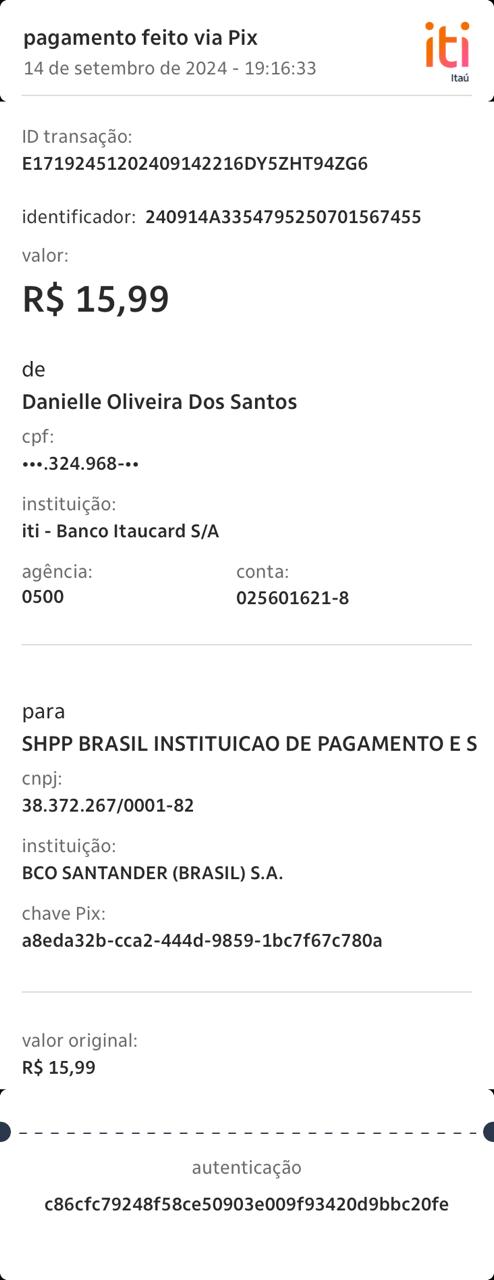 pagamento feito via Pix
14 de setembro de 2024 - 19:16:33
iti
Itaú
ID transação:
E17192451202409142216DY5ZHT94ZG6
identificador: 240914A3354795250701567455
valor:
R$ 15,99
de
Danielle Oliveira Dos Santos
cpf:
•••.324.968-••
instituição:
iti - Banco Itaucard S/A
agência: conta:
0500 025601621-8
para
SHPP BRASIL INSTITUICAO DE PAGAMENTO E S
cnpj:
38.372.267/0001-82
instituição:
BCO SANTANDER (BRASIL) S.A.
chave Pix:
a8eda32b-cca2-444d-9859-1bc7f67c780a
valor original:
R$ 15,99
autenticação
c86cfc79248f58ce50903e009f93420d9bbc20fe